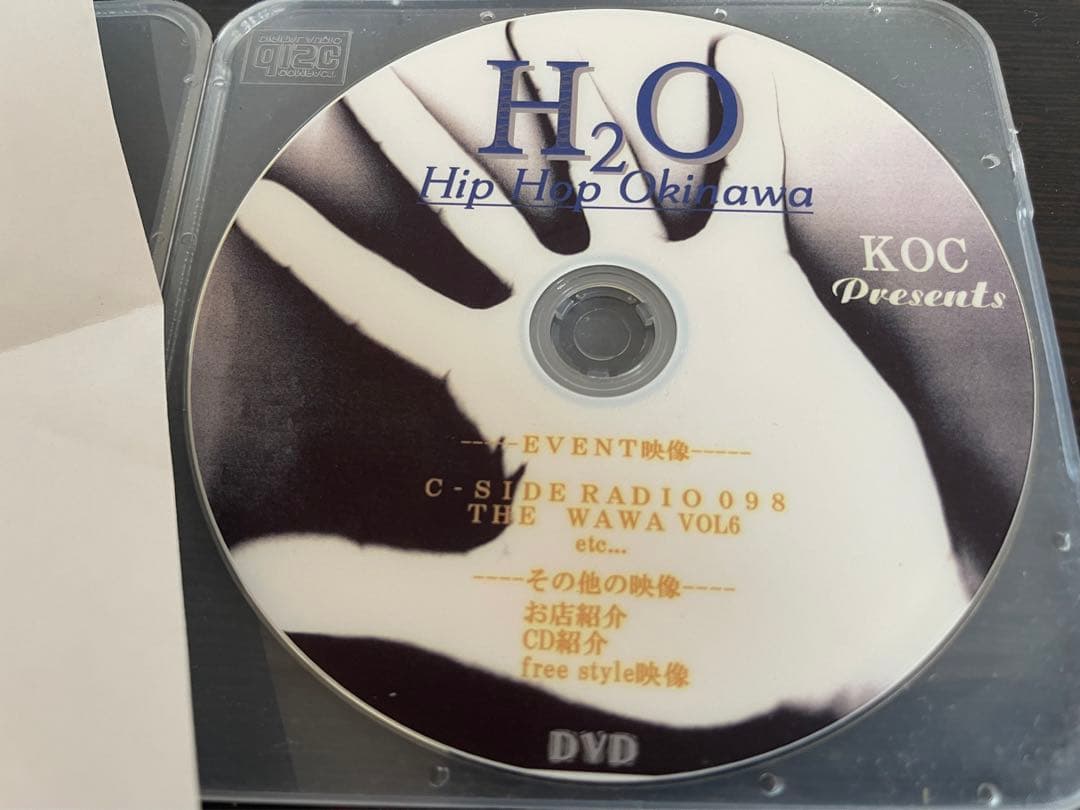 H2O
Hip Hop Okinawa
KOC
Presents
-----EVENT映像-----
C-SIDE RADIO 098
THE WAWA VOL6
etc...
----その他の映像----
お店紹介
CD紹介
free style映像
DVD